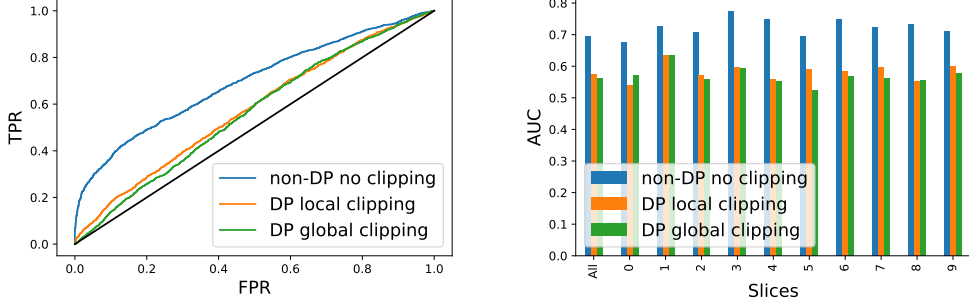 1.0
0.8
0.6
0.4
0.2
0.0
TPR
0.0 0.2 0.4 0.6 0.8 1.0
FPR
non-DP no clipping
DP local clipping
DP global clipping
0.8
0.7
0.6
0.5
0.4
0.3
0.2
0.1
0.0
AUC
non-DP no clipping
DP local clipping
DP global clipping
All 0 1 2 3 4 5 6 7 8 9
Slices